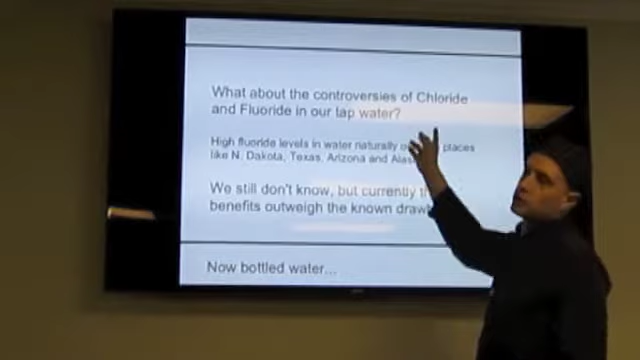 What about the controversies of Chloride
and Fluoride in our tap water?
High fluoride levels in water naturally places
like N. Dakota, Texas, Arizona and
We still don't know, but currently
benefits outweigh the known
Now bottled water...